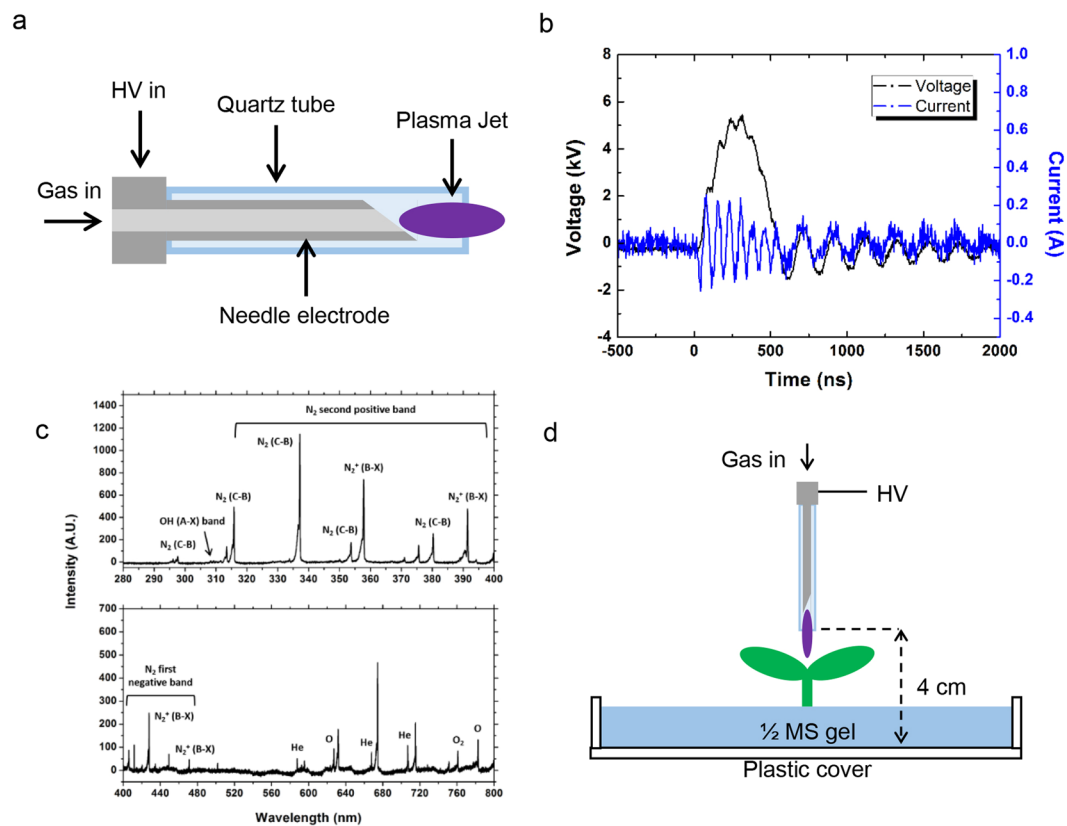 a
HV in
Quartz tube
Plasma Jet
Gas in
Needle electrode
b
8
6
4
2
0
-2
-4
Voltage (kV)
Voltage
Current
1.0
0.8
0.6
0.4
0.2
0.0
-0.2
-0.4
Current (A)
-500 0 500 1000 1500 2000
Time (ns)
c
1500
1400
1200
1000
800
600
400
200
0
N₂ second positive band
N₂ (C-B)
N₂⁺ (B-X)
N₂ (C-B)
N₂⁺ (B-X)
OH (A-X) band
N₂ (C-B)
N₂ (C-B)
N₂ (C-B)
280 290 300 310 320 330 340 350 360 370 380 390 400
Intensity (A.U.)
700
600
500
400
300
200
100
0
N₂ first
negative band
N₂⁺ (B-X)
N₂⁺ (B-X)
He
O
He
He
O₂
O
400 440 480 520 560 600 640 680 720 760 800
Wavelength (nm)
d
Gas in
HV
4 cm
½ MS gel
Plastic cover